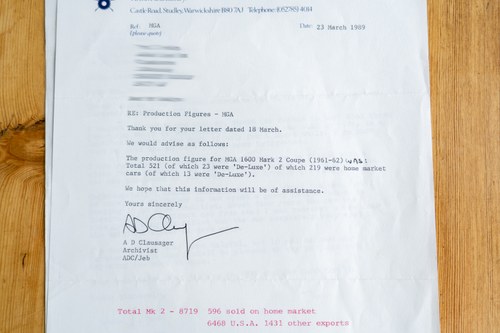 Castle Road, Studley, Warwickshire B80 7AJ Telephone: (052785) 4014
Ref: MGA
(please quote)
Date: 23 March 1989
RE: Production Figures - MGA
Thank you for your letter dated 18 March.
We would advise as follows:
The production figure for MGA 1600 Mark 2 Coupe (1961-62) was:
Total 521 (of which 23 were 'De-Luxe') of which 219 were home market
cars (of which 13 were 'De-Luxe').
We hope that this information will be of assistance.
Yours sincerely
AD Clau
A D Clausager
Archivist
ADC/Jeb
Total Mk 2 - 8719 596 sold on home market
6468 U.S.A. 1431 other exports